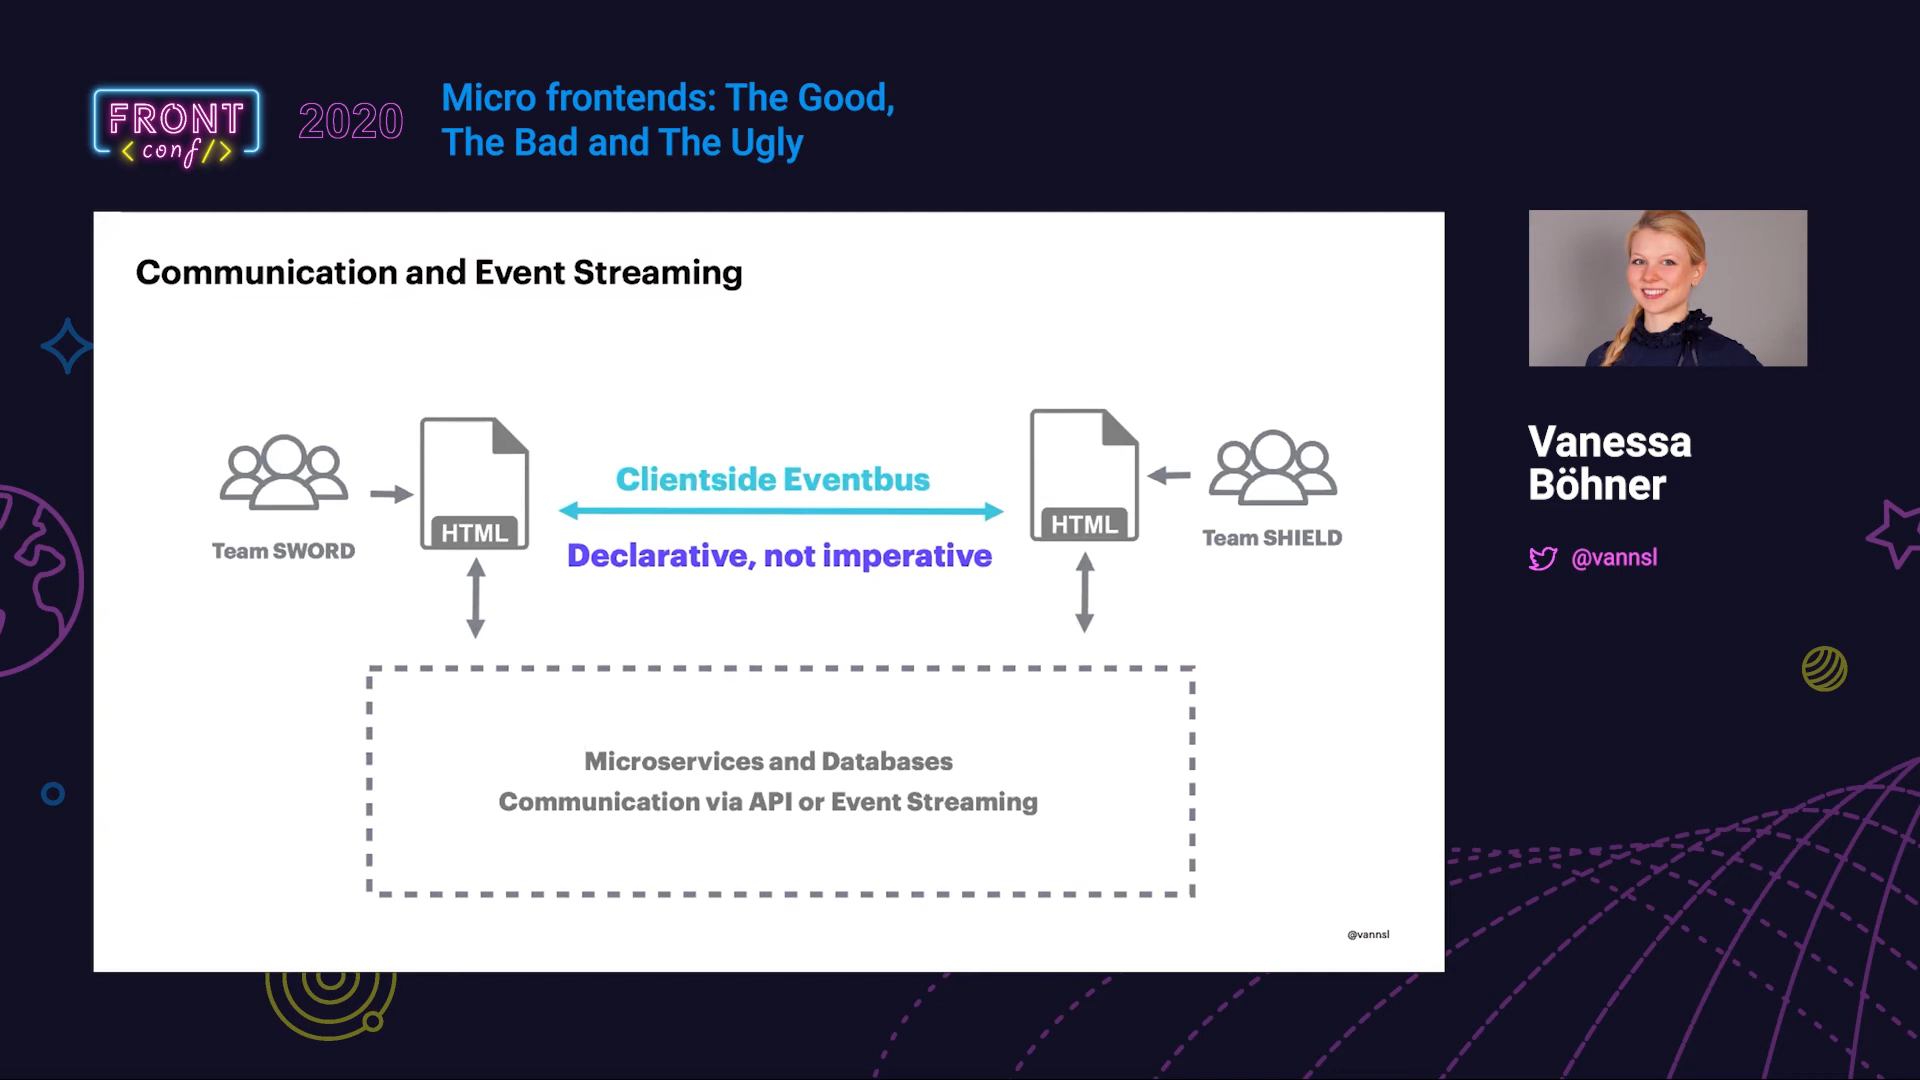 FRONT
<conf/>
2020
Micro frontends: The Good,
The Bad and The Ugly
Communication and Event Streaming
Clientside Eventbus
Declarative, not imperative
HTML
HTML
Team SWORD
Team SHIELD
Microservices and Databases
Communication via API or Event Streaming
@vannsl
Vanessa
Böhner
@vannsl